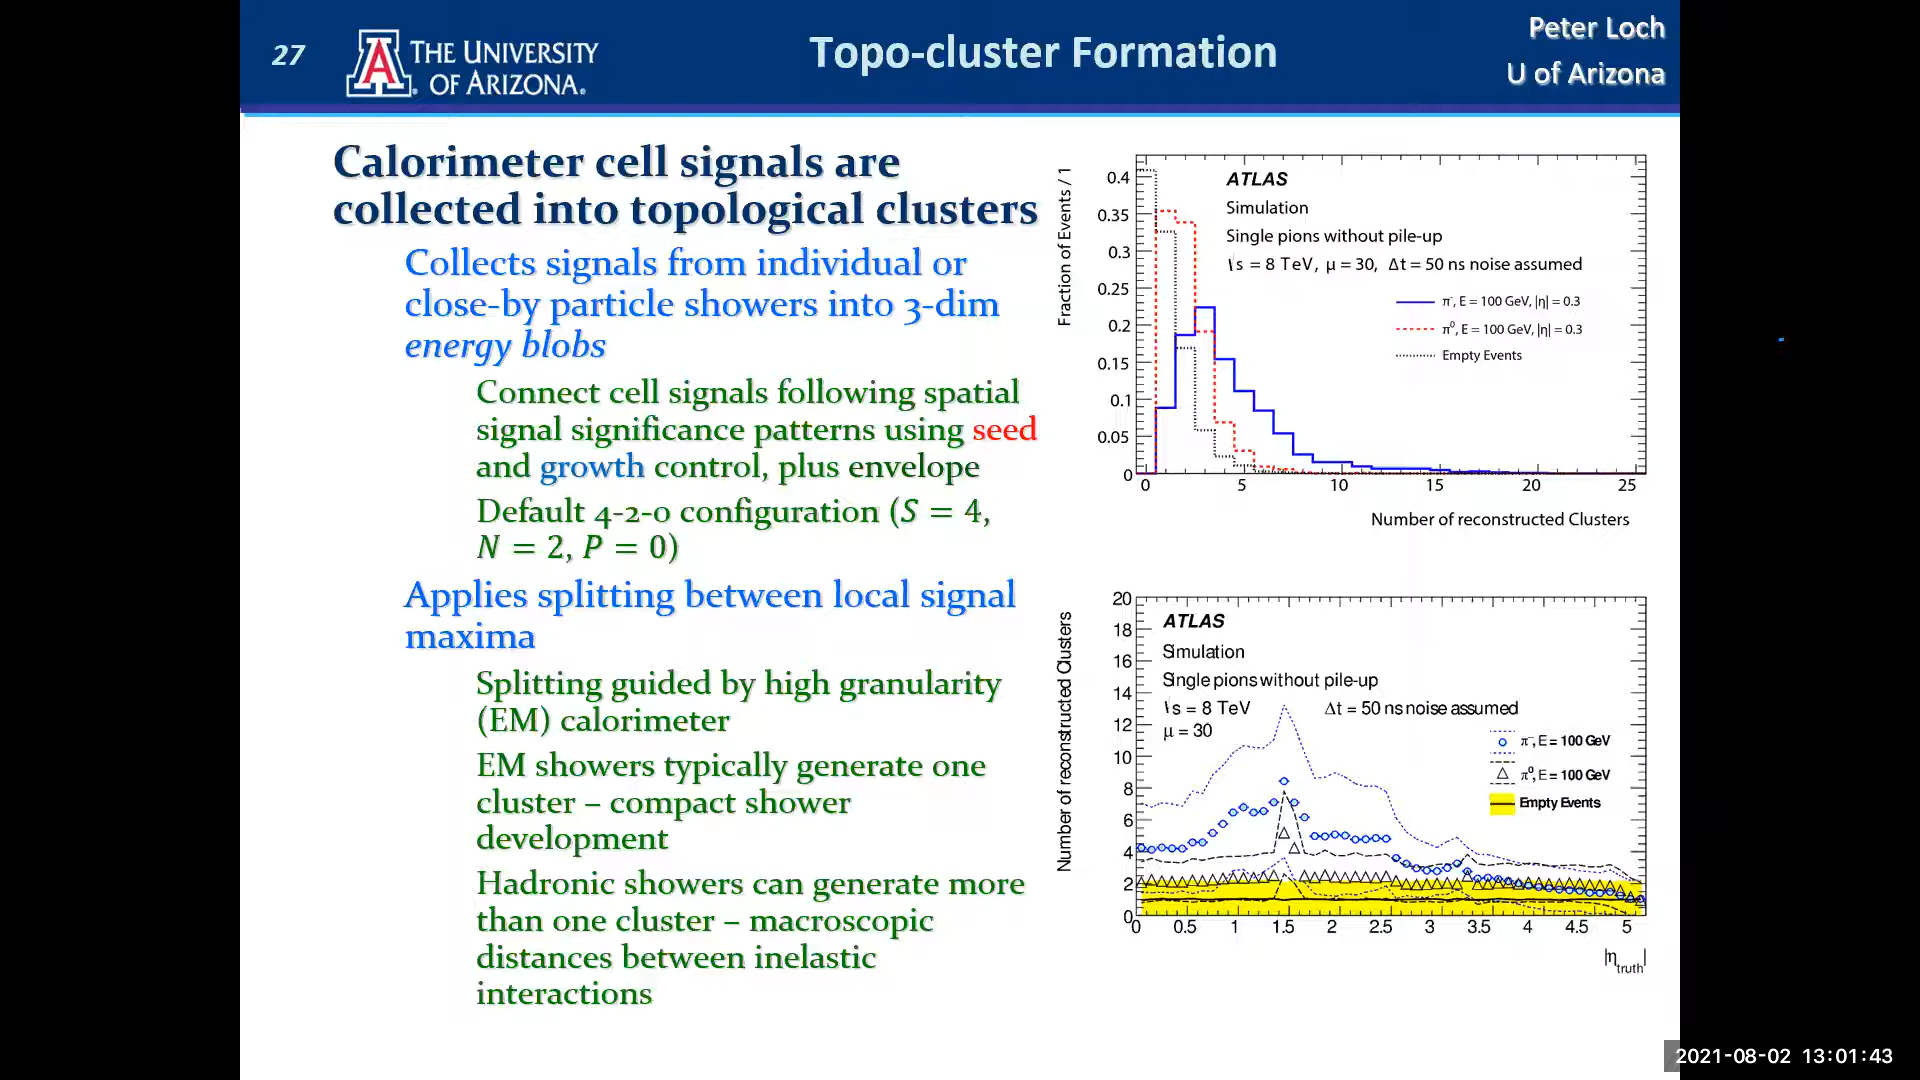 27
THE UNIVERSITY
OF ARIZONA.
Topo-cluster Formation
Peter Loch
U of Arizona
Calorimeter cell signals are
collected into topological clusters
Collects signals from individual or
close-by particle showers into 3-dim
energy blobs
Connect cell signals following spatial
signal significance patterns using seed
and growth control, plus envelope
Default 4-2-0 configuration (S = 4,
N = 2, P = 0)
Applies splitting between local signal
maxima
Splitting guided by high granularity
(EM) calorimeter
EM showers typically generate one
cluster – compact shower
development
Hadronic showers can generate more
than one cluster – macroscopic
distances between inelastic
interactions
Fraction of Events / 1
0.4
0.35
0.3
0.25
0.2
0.15
0.1
0.05
0
ATLAS
Simulation
Single pions without pile-up
√s = 8 TeV, μ = 30, Δt = 50 ns noise assumed
π⁻, E = 100 GeV, |η| = 0.3
π⁰, E = 100 GeV, |η| = 0.3
Empty Events
0 5 10 15 20 25
Number of reconstructed Clusters
Number of reconstructed Clusters
20
18
16
14
12
10
8
6
4
2
0
ATLAS
Simulation
Single pions without pile-up
√s = 8 TeV Δt = 50 ns noise assumed
μ = 30
π⁻, E = 100 GeV
π⁰, E = 100 GeV
Empty Events
0 0.5 1 1.5 2 2.5 3 3.5 4 4.5 5
|η truth|
2021-08-02 13:01:43